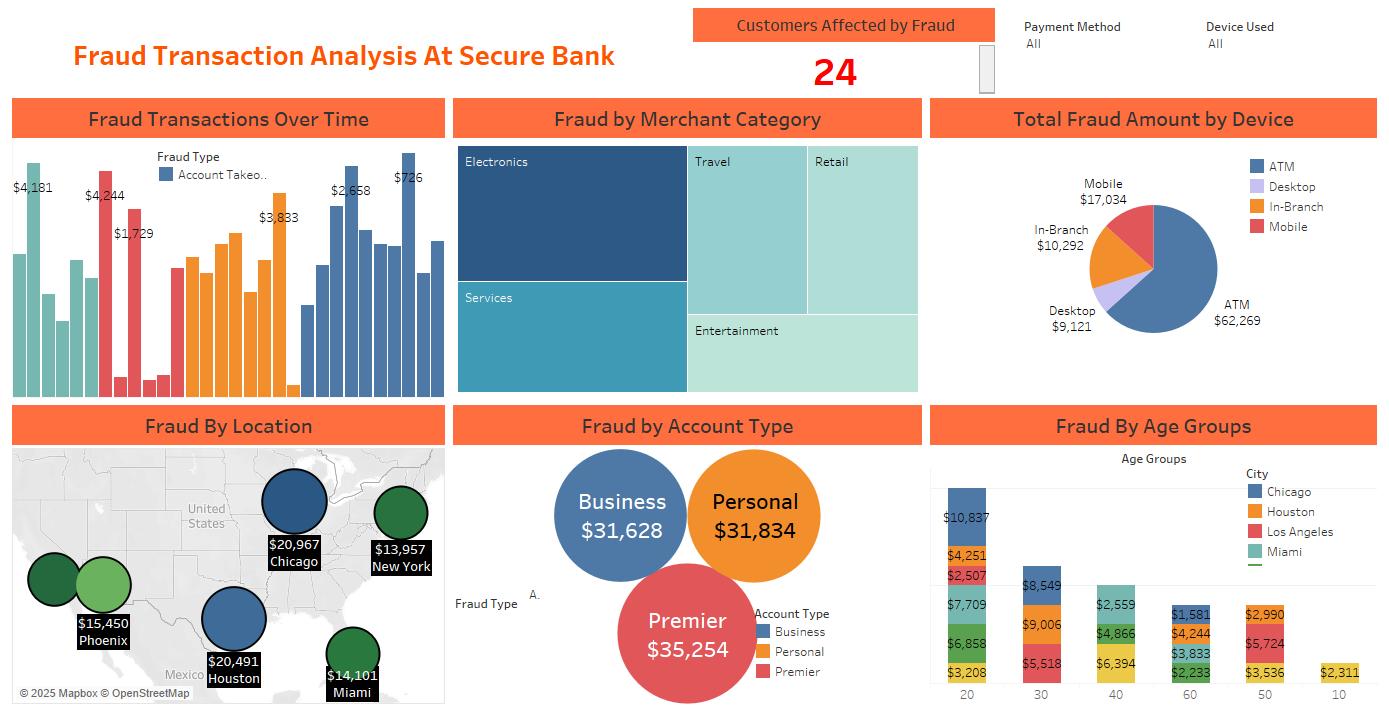 Fraud Transaction Analysis At Secure Bank
Customers Affected by Fraud
24
Payment Method
All
Device Used
All
Fraud Transactions Over Time
Fraud Type
Account Takeo..
$4,181
$4,244
$1,729
$3,833
$2,658
$726
Fraud by Merchant Category
Electronics
Services
Travel
Retail
Entertainment
Total Fraud Amount by Device
Mobile
$17,034
In-Branch
$10,292
Desktop
$9,121
ATM
$62,269
ATM
Desktop
In-Branch
Mobile
Fraud By Location
United
States
Mexico
$20,967
Chicago
$13,957
New York
$15,450
Phoenix
$20,491
Houston
$14,101
Miami
© 2025 Mapbox © OpenStreetMap
Fraud by Account Type
Business
$31,628
Personal
$31,834
Premier
$35,254
Fraud Type
A.
Account Type
Business
Personal
Premier
Fraud By Age Groups
Age Groups
City
Chicago
Houston
Los Angeles
Miami
$10,837
$4,251
$2,507
$7,709
$6,858
$3,208
$8,549
$9,006
$5,518
$2,559
$4,866
$6,394
$1,581
$4,244
$3,833
$2,233
$2,990
$5,724
$3,536
$2,311
20
30
40
60
50
10